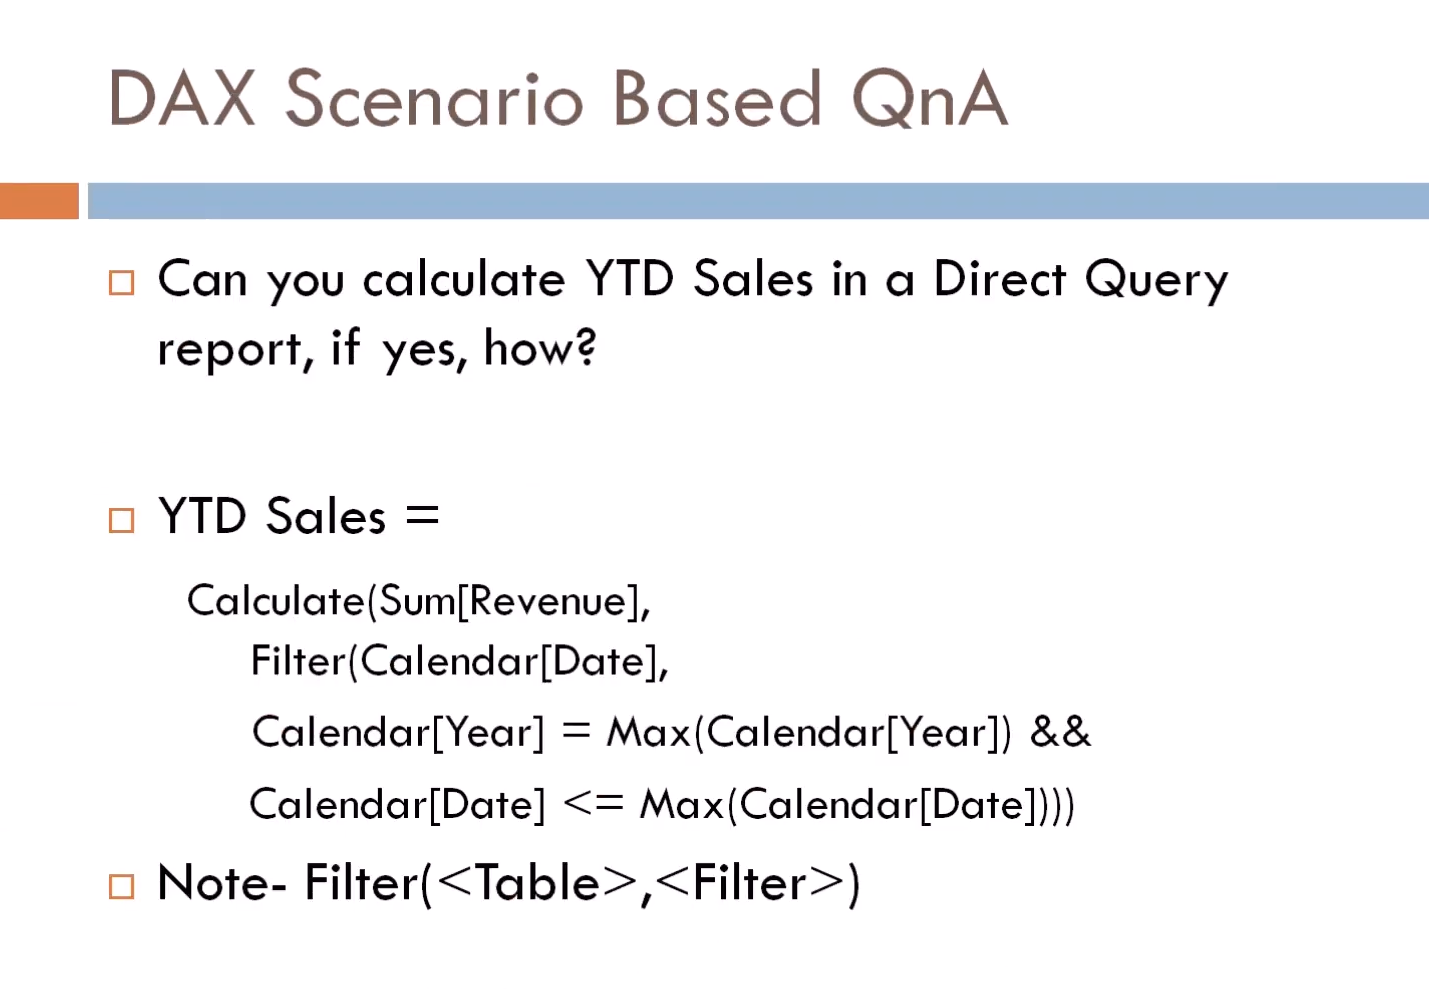 DAX Scenario Based QnA
Can you calculate YTD Sales in a Direct Query
report, if yes, how?
YTD Sales =
Calculate(Sum[Revenue],
Filter(Calendar[Date],
Calendar[Year] = Max(Calendar[Year]) &&
Calendar[Date] <= Max(Calendar[Date])))
Note- Filter(<Table>,<Filter>)